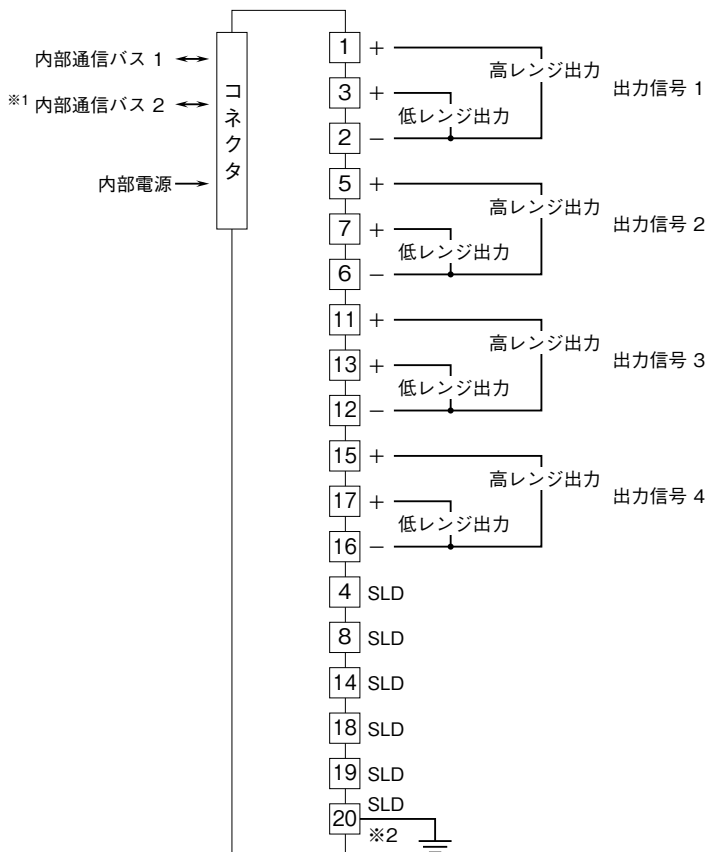 内部通信バス 1
※1 内部通信バス 2
内部電源
コネクタ
1 +
高レンジ出力
出力信号 1
3 +
低レンジ出力
2 −
5 +
高レンジ出力
出力信号 2
7 +
低レンジ出力
6 −
11 +
高レンジ出力
出力信号 3
13 +
低レンジ出力
12 −
15 +
高レンジ出力
出力信号 4
17 +
低レンジ出力
16 −
4 SLD
8 SLD
14 SLD
18 SLD
19 SLD
20 SLD
※2